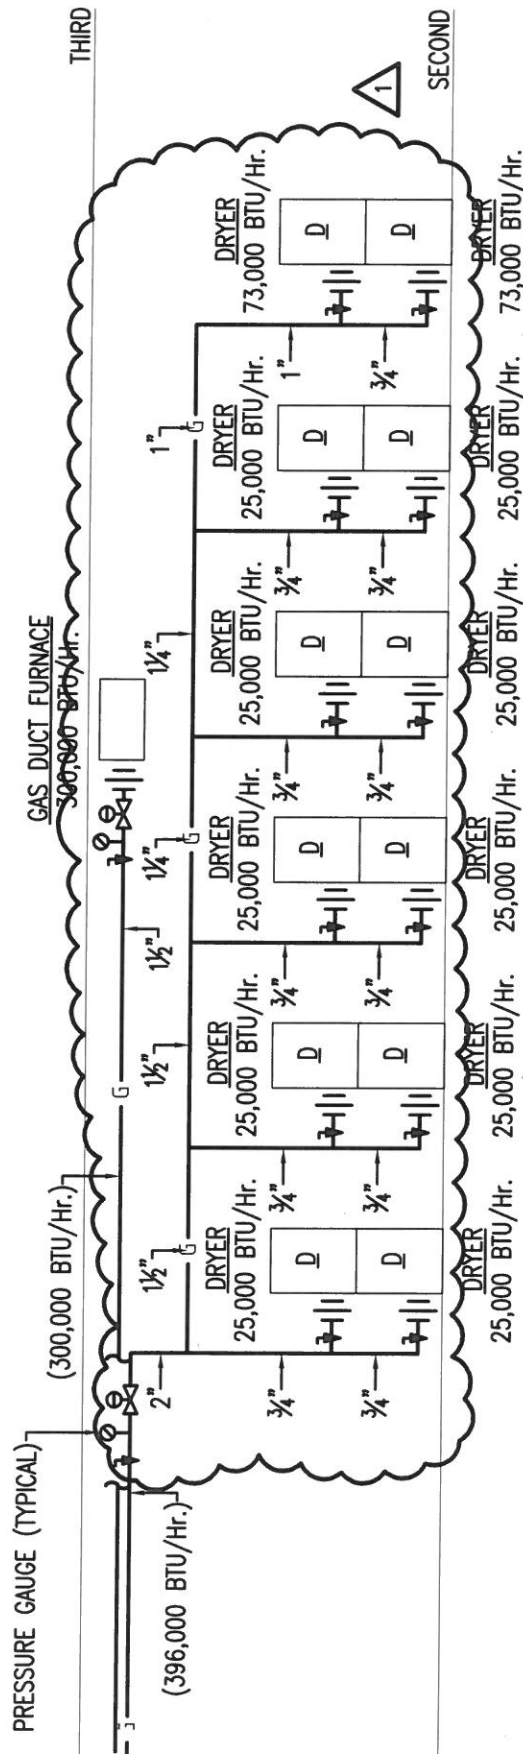 THIRD
SECOND
1
PRESSURE GAUGE (TYPICAL)
(300,000 BTU/Hr.)
(396,000 BTU/Hr.)
GAS DUCT FURNACE
300,000 BTU/Hr.
G
1½"
G
2"
1½"
G
1½"
1¼"
G
1¼"
1"
G
DRYER
25,000 BTU/Hr.
DRYER
25,000 BTU/Hr.
DRYER
25,000 BTU/Hr.
DRYER
25,000 BTU/Hr.
DRYER
25,000 BTU/Hr.
DRYER
73,000 BTU/Hr.
¾"
D
¾"
D
¾"
D
¾"
D
¾"
D
1"
D
¾"
D
¾"
D
¾"
D
¾"
D
¾"
D
¾"
D
25,000 BTU/Hr.
DRYER
25,000 BTU/Hr.
DRYER
25,000 BTU/Hr.
DRYER
25,000 BTU/Hr.
DRYER
25,000 BTU/Hr.
DRYER
73,000 BTU/Hr.